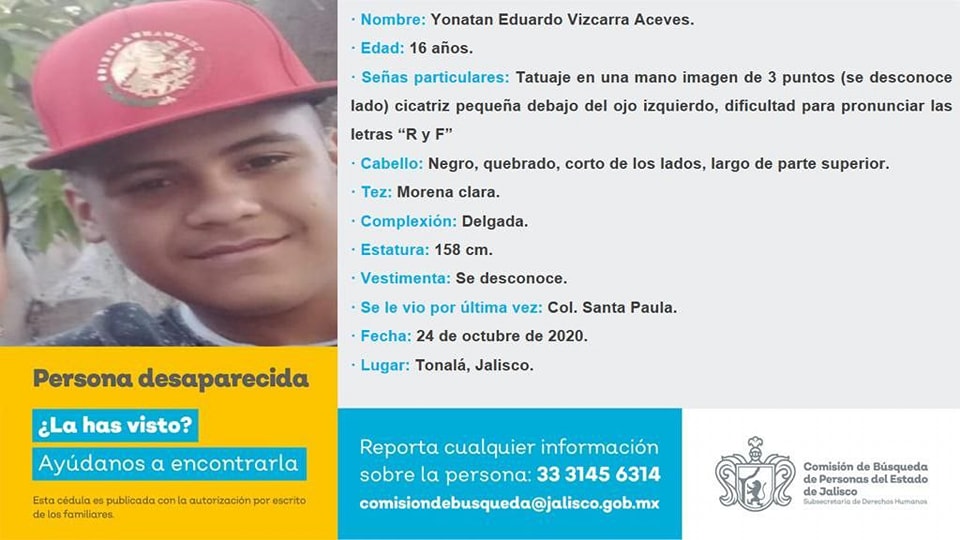 · Nombre: Yonatan Eduardo Vizcarra Aceves.
· Edad: 16 años.
· Señas particulares: Tatuaje en una mano imagen de 3 puntos (se desconoce
lado) cicatriz pequeña debajo del ojo izquierdo, dificultad para pronunciar las
letras “R y F”
· Cabello: Negro, quebrado, corto de los lados, largo de parte superior.
· Tez: Morena clara.
· Complexión: Delgada.
· Estatura: 158 cm.
· Vestimenta: Se desconoce.
· Se le vio por última vez: Col. Santa Paula.
· Fecha: 24 de octubre de 2020.
· Lugar: Tonalá, Jalisco.
Persona desaparecida
¿La has visto?
Ayúdanos a encontrarla
Esta cédula es publicada con la autorización por escrito
de los familiares.
Reporta cualquier información
sobre la persona: 33 3145 6314
comisiondebusqueda@jalisco.gob.mx
Comisión de Búsqueda
de Personas del Estado
de Jalisco
Subsecretaría de Derechos Humanos